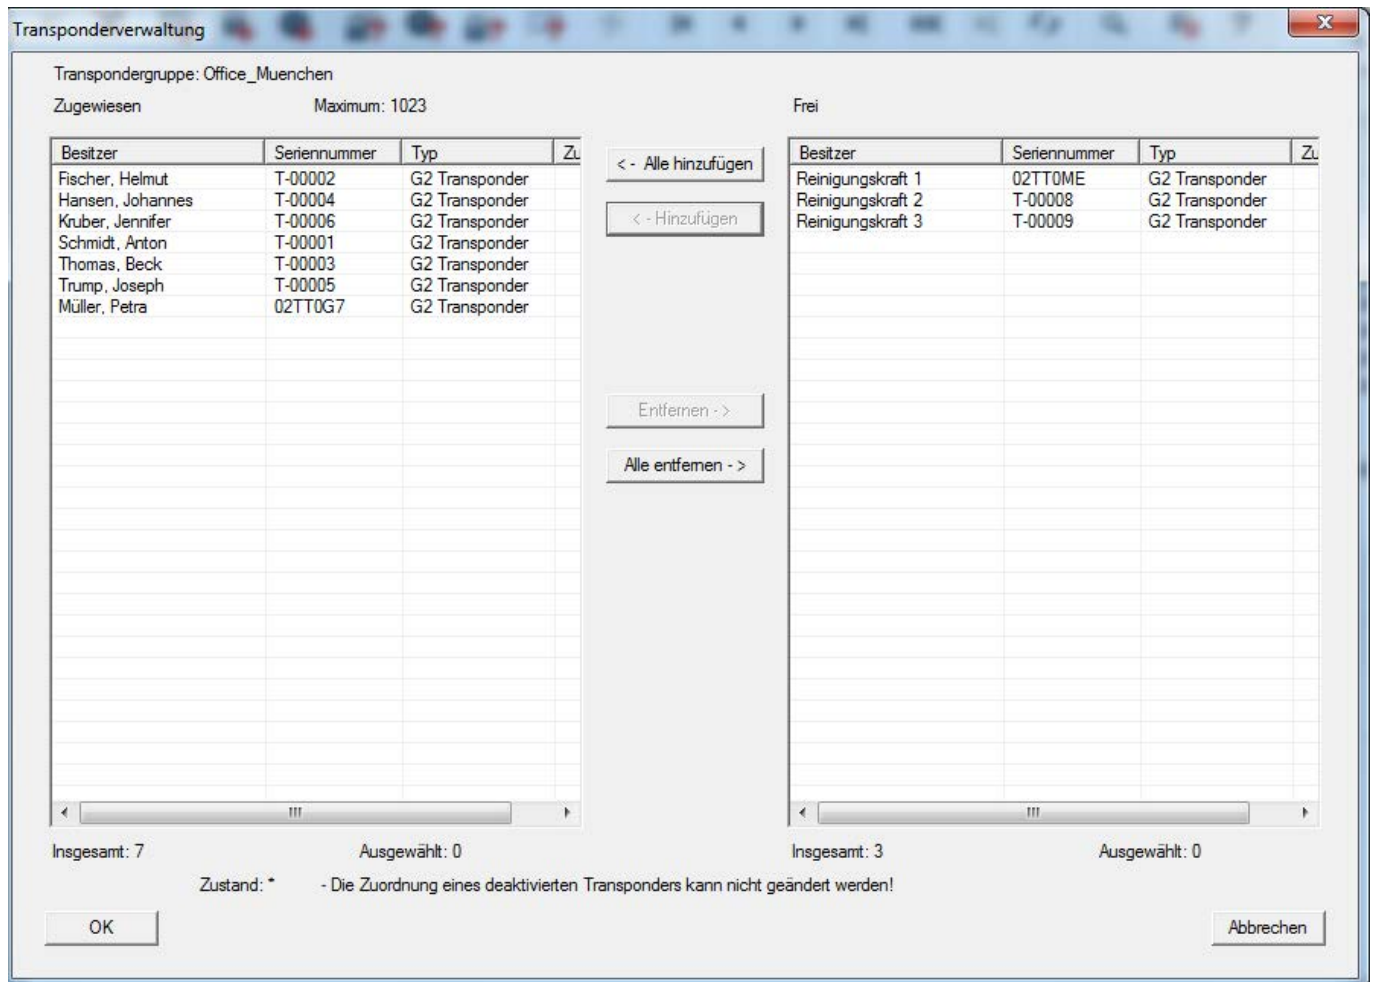 Transponderverwaltung
Transpondergruppe: Office_Muenchen
Zugewiesen Maximum: 1023 Frei
Besitzer Seriennummer Typ Zu
Fischer, Helmut T-00002 G2 Transponder
Hansen, Johannes T-00004 G2 Transponder
Kruber, Jennifer T-00006 G2 Transponder
Schmidt, Anton T-00001 G2 Transponder
Thomas, Beck T-00003 G2 Transponder
Trump, Joseph T-00005 G2 Transponder
Müller, Petra 02TT0G7 G2 Transponder
<- Alle hinzufügen
<- Hinzufügen
Entfernen ->
Alle entfernen ->
Besitzer Seriennummer Typ Zu
Reinigungskraft 1 02TT0ME G2 Transponder
Reinigungskraft 2 T-00008 G2 Transponder
Reinigungskraft 3 T-00009 G2 Transponder
Insgesamt: 7 Ausgewählt: 0 Insgesamt: 3 Ausgewählt: 0
Zustand: * - Die Zuordnung eines deaktivierten Transponders kann nicht geändert werden!
OK Abbrechen